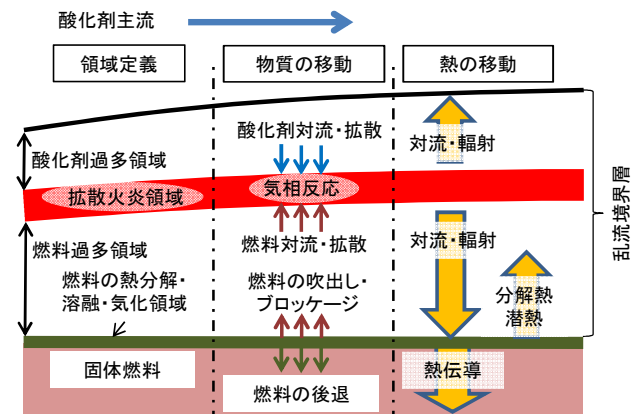 酸化剤主流
領域定義
物質の移動
熱の移動
酸化剤対流・拡散
対流・輻射
酸化剤過多領域
拡散火炎領域
気相反応
燃料過多領域
燃料対流・拡散
対流・輻射
燃料の熱分解・
溶融・気化領域
燃料の吹出し・
ブロッケージ
分解熱
潜熱
固体燃料
燃料の後退
熱伝導
乱流境界層